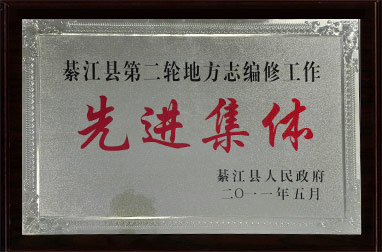 綦江县第二轮地方志编修工作
先进集体
綦江县人民政府
二〇一一年五月